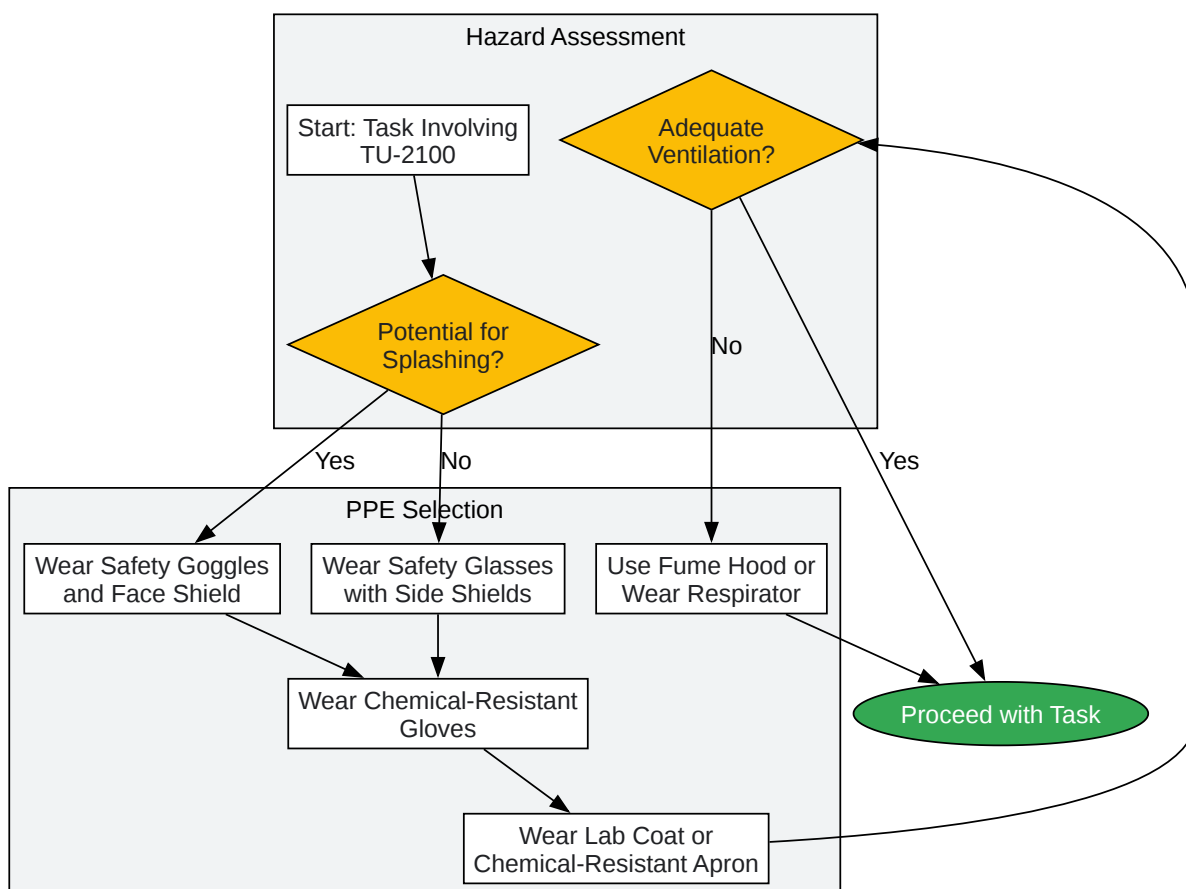 Hazard Assessment
Start: Task Involving
TU-2100
Adequate
Ventilation?
Potential for
Splashing?
No
Yes
No
Yes
PPE Selection
Wear Safety Goggles
and Face Shield
Wear Safety Glasses
with Side Shields
Use Fume Hood or
Wear Respirator
Wear Chemical-Resistant
Gloves
Proceed with Task
Wear Lab Coat or
Chemical-Resistant Apron